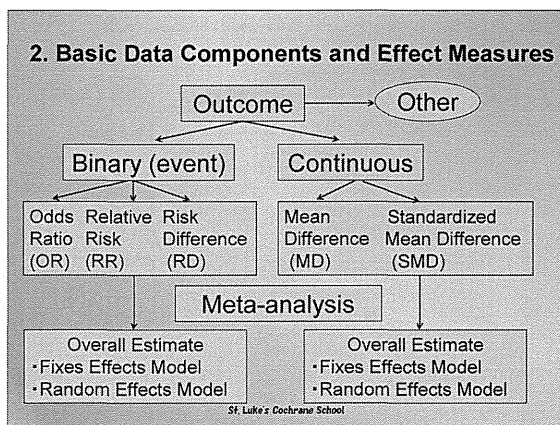 2. Basic Data Components and Effect Measures
Outcome
Other
Binary (event)
Continuous
Odds Ratio (OR)
Relative Risk (RR)
Risk Difference (RD)
Mean Difference (MD)
Standardized Mean Difference (SMD)
Meta-analysis
Overall Estimate
・Fixes Effects Model
・Random Effects Model
Overall Estimate
・Fixes Effects Model
・Random Effects Model
St. Luke's Cochrane School